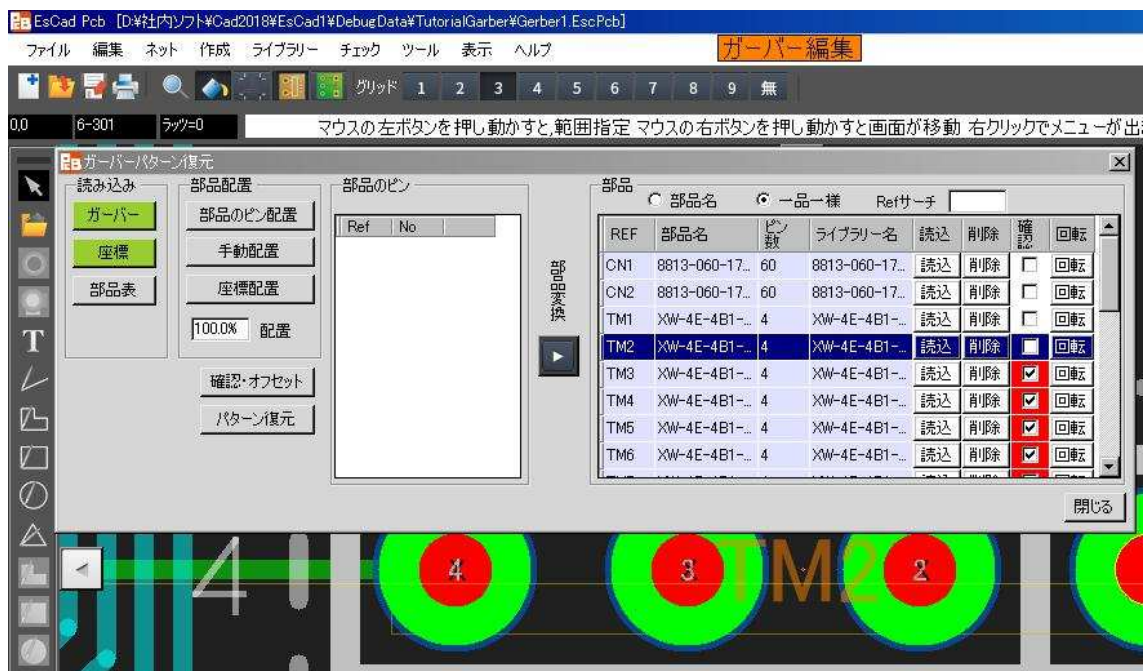 EsCad Pcb [D:¥社内ソフト¥Cad2018¥EsCad1¥DebugData¥TutorialGarber¥Gerber1.EscPcb]
ファイル 編集 ネット 作成 ライブラリー チェック ツール 表示 ヘルプ ガーバー編集
グリッド 1 2 3 4 5 6 7 8 9 無
0,0 6-301 ラッツ=0 マウスの左ボタンを押し動かすと,範囲指定 マウスの右ボタンを押し動かすと画面が移動 右クリックでメニューが出
ガーバーパターン復元
読み込み
ガーバー
座標
部品表
部品配置
部品のピン配置
手動配置
座標配置
100.0% 配置
確認・オフセット
パターン復元
部品のピン
Ref No
部品変換
部品
部品名 一品一様 Refサーチ
REF 部品名 ピン数 ライブラリー名 読込 削除 確認 回転
CN1 8813-060-17... 60 8813-060-17... 読込 削除 回転
CN2 8813-060-17... 60 8813-060-17... 読込 削除 回転
TM1 XW-4E-4B1-... 4 XW-4E-4B1-... 読込 削除 回転
TM2 XW-4E-4B1-... 4 XW-4E-4B1-... 読込 削除 回転
TM3 XW-4E-4B1-... 4 XW-4E-4B1-... 読込 削除 回転
TM4 XW-4E-4B1-... 4 XW-4E-4B1-... 読込 削除 回転
TM5 XW-4E-4B1-... 4 XW-4E-4B1-... 読込 削除 回転
TM6 XW-4E-4B1-... 4 XW-4E-4B1-... 読込 削除 回転
閉じる
T
4 4 3 TM2 2